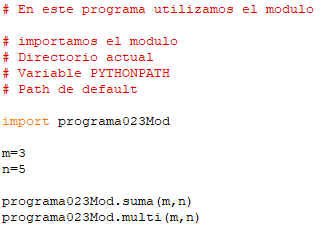 # En este programa utilizamos el modulo
# importamos el modulo
# Directorio actual
# Variable PYTHONPATH
# Path de default
import programa023Mod
m=3
n=5
programa023Mod.suma(m,n)
programa023Mod.multi(m,n)